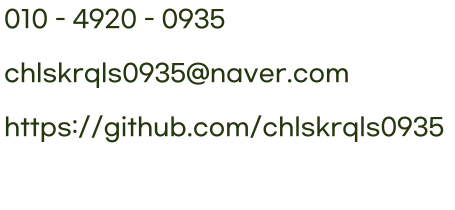 010 - 4920 - 0935
chlskrqls0935@naver.com
https://github.com/chlskrqls0935